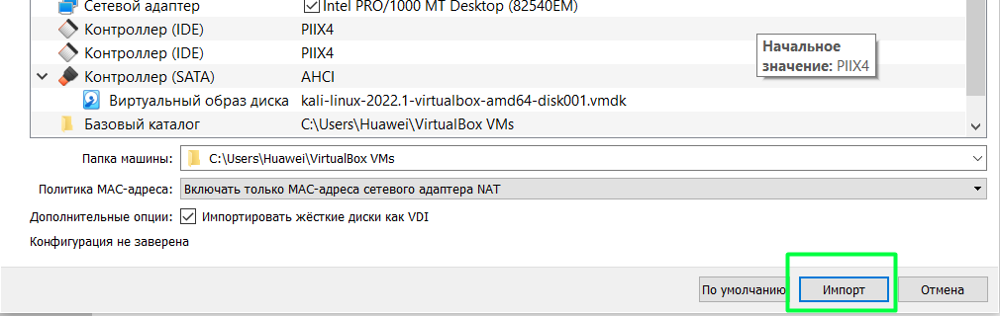 Сетевой адаптер Intel PRO/1000 MT Desktop (82540EM)
Контроллер (IDE) PIIX4
Контроллер (IDE) PIIX4
Начальное
значение: PIIX4
Контроллер (SATA) AHCI
Виртуальный образ диска kali-linux-2022.1-virtualbox-amd64-disk001.vmdk
Базовый каталог C:\Users\Huawei\VirtualBox VMs
Папка машины: C:\Users\Huawei\VirtualBox VMs
Политика MAC-адреса: Включать только MAC-адреса сетевого адаптера NAT
Дополнительные опции: Импортировать жёсткие диски как VDI
Конфигурация не заверена
По умолчанию Импорт Отмена